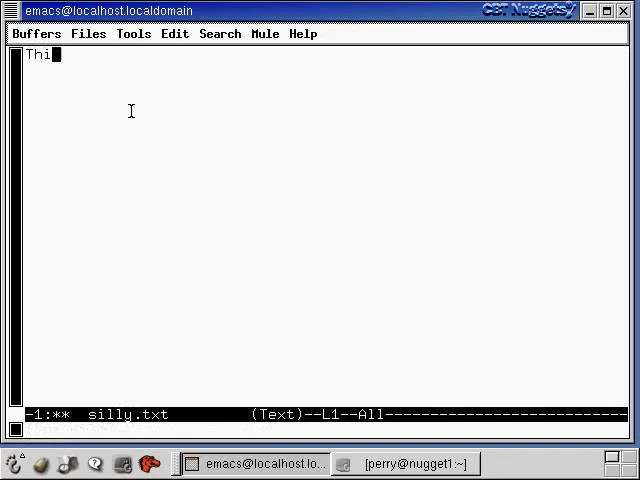 emacs@localhost.localdomain
CBT Nuggets
Buffers Files Tools Edit Search Mule Help
Thi
-1:** silly.txt (Text)--L1--All---------------------------
emacs@localhost.lo... [perry@nugget1:~]